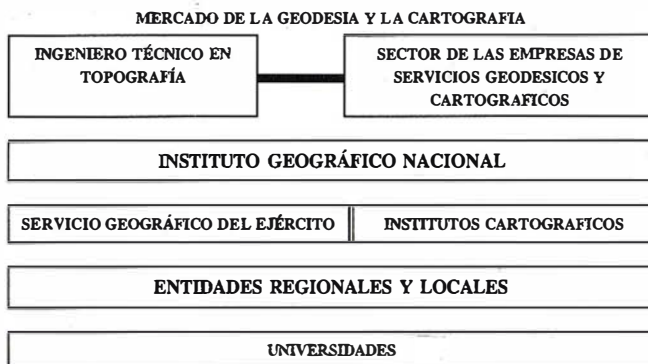 MERCADO DE LA GEODESIA Y LA CARTOGRAFIA
INGENIERO TÉCNICO EN
TOPOGRAFÍA
SECTOR DE LAS EMPRESAS DE
SERVICIOS GEODESICOS Y
CARTOGRAFICOS
INSTITUTO GEOGRÁFICO NACIONAL
SERVICIO GEOGRÁFICO DEL EJÉRCITO
INSTITUTOS CARTOGRAFICOS
ENTIDADES REGIONALES Y LOCALES
UNIVERSIDADES